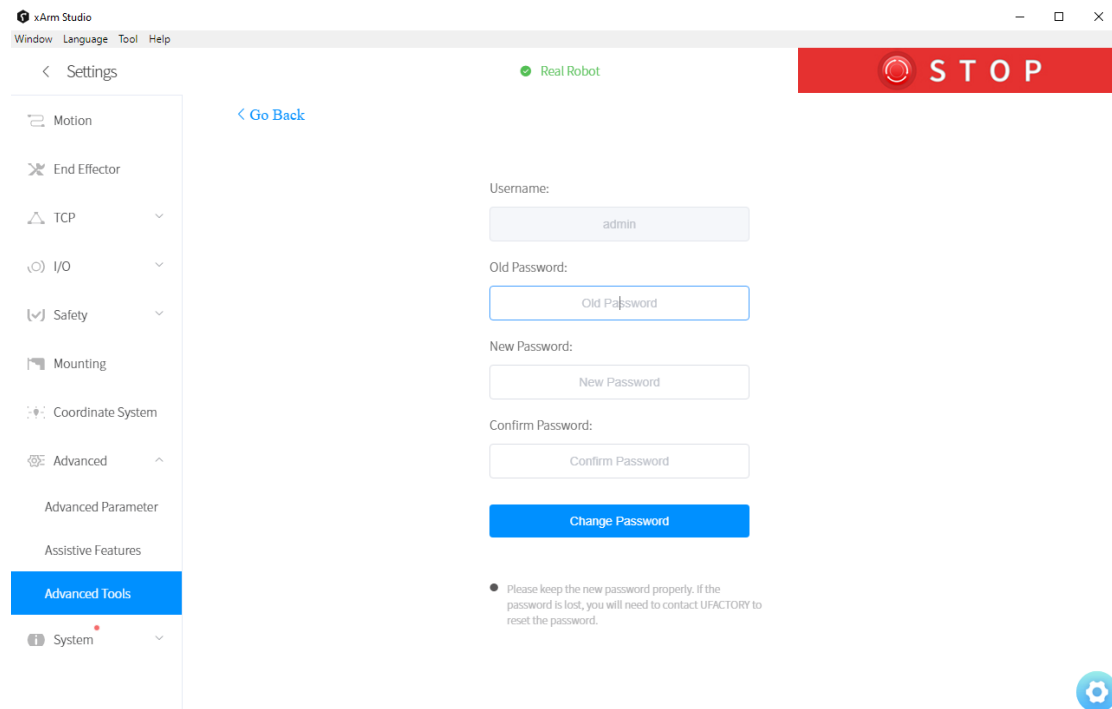 xArm Studio
Window Language Tool Help
Settings
Real Robot
STOP
Motion
End Effector
TCP
I/O
Safety
Mounting
Coordinate System
Advanced
Advanced Parameter
Assistive Features
Advanced Tools
System
Go Back
Username:
admin
Old Password:
Old Password
New Password:
New Password
Confirm Password:
Confirm Password
Change Password
Please keep the new password properly. If the
password is lost, you will need to contact UFACTORY to
reset the password.